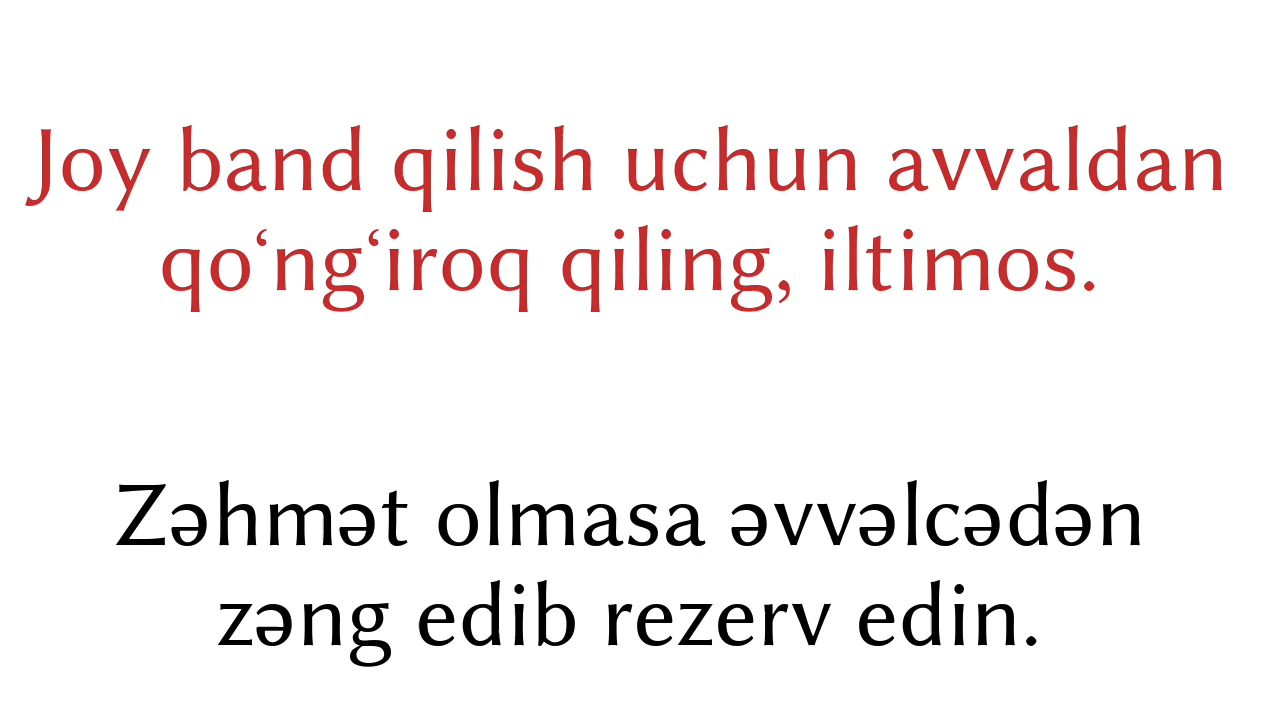 Joy band qilish uchun avvaldan
qo‘ng‘iroq qiling, iltimos.
Zəhmət olmasa əvvəlcədən
zəng edib rezerv edin.